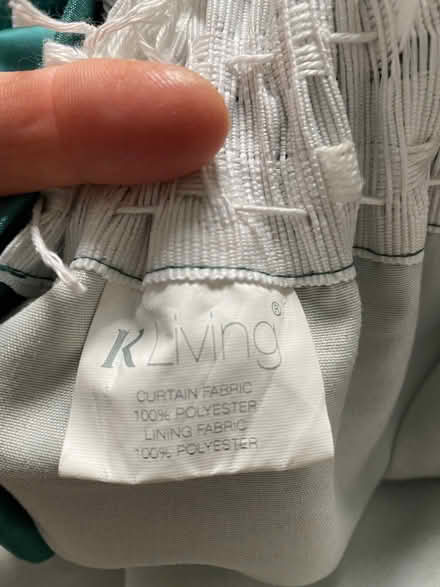 K Living®
CURTAIN FABRIC
100% POLYESTER
LINING FABRIC
100% POLYESTER